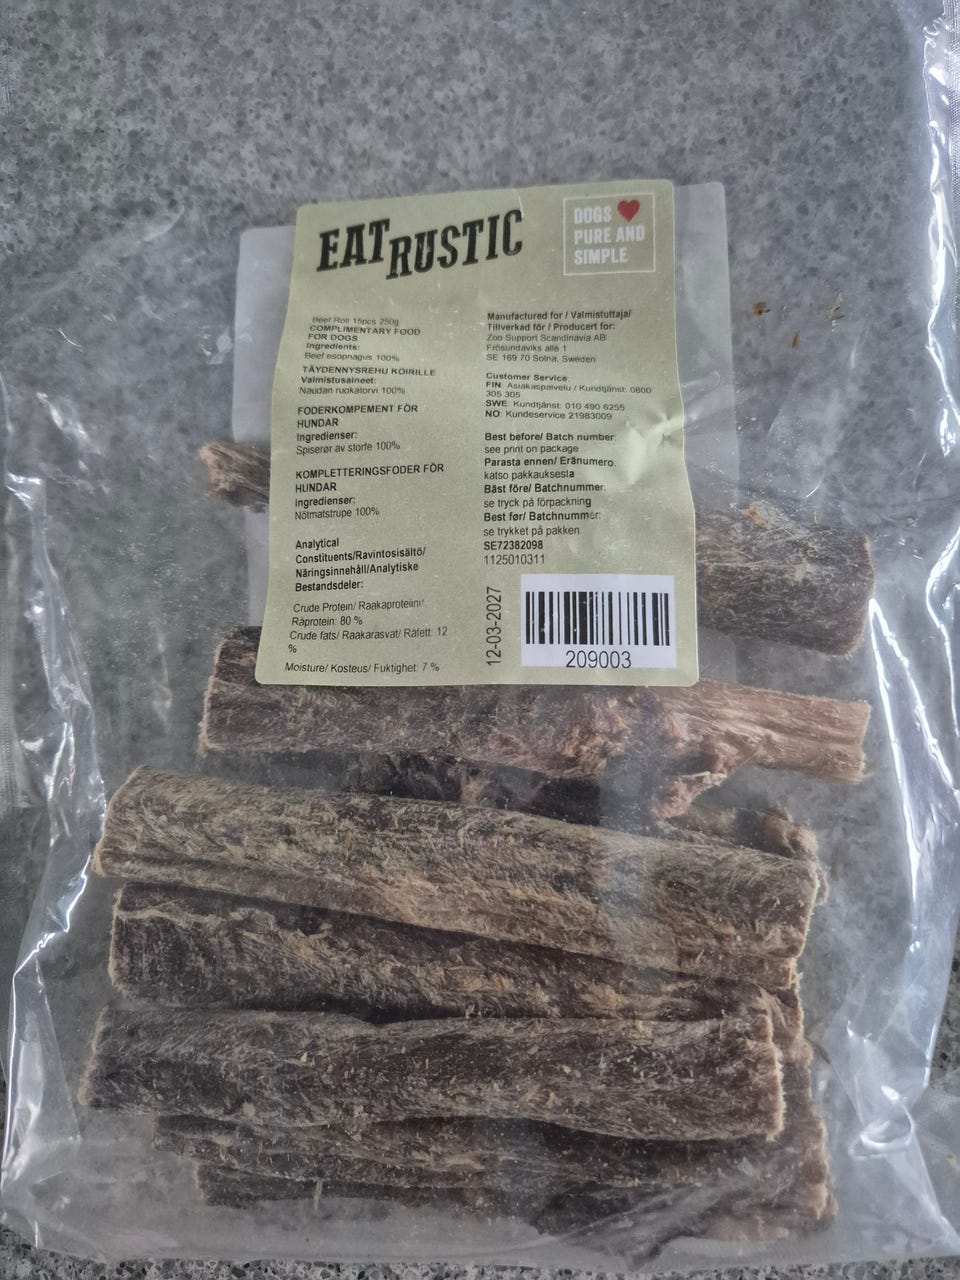 EAT RUSTIC
DOGS ❤
PURE AND
SIMPLE
Beef Roll 15pcs 250g
COMPLIMENTARY FOOD
FOR DOGS
Ingredients:
Beef esopnagus 100%
TÄYDENNYSREHU KOIRILLE
Valmistusaineet:
Naudan ruokatorvi 100%
FODERKOMPEMENT FÖR
HUNDAR
Ingredienser:
Spiserør av storfe 100%
KOMPLETTERINGSFODER FÖR
HUNDAR
Ingredienser:
Nötmatstrupe 100%
Analytical
Constituents/Ravintosisältö/
Näringsinnehåll/Analytiske
Bestandsdeler:
Crude Protein/ Raakaproteiini/
Råprotein: 80 %
Crude fats/ Raakarasvat/ Råfett: 12
%
Moisture/ Kosteus/ Fuktighet: 7 %
Manufactured for / Valmistuttaja/
Tillverkad för / Producert for:
Zoo Support Scandinavia AB
Frösundaviks allé 1
SE 169 70 Solna, Sweden
Customer Service:
FIN: Asiakaspalvelu / Kundtjänst: 0800
305 305
SWE: Kundtjänst: 010 490 6255
NO: Kundeservice 21983009
Best before/ Batch number:
see print on package
Parasta ennen/ Eränumero:
katso pakkauksesta
Bäst före/ Batchnummer:
se tryck på förpackning
Best før/ Batchnummer:
se trykket på pakken
SE72382098
1125010311
12-03-2027
209003